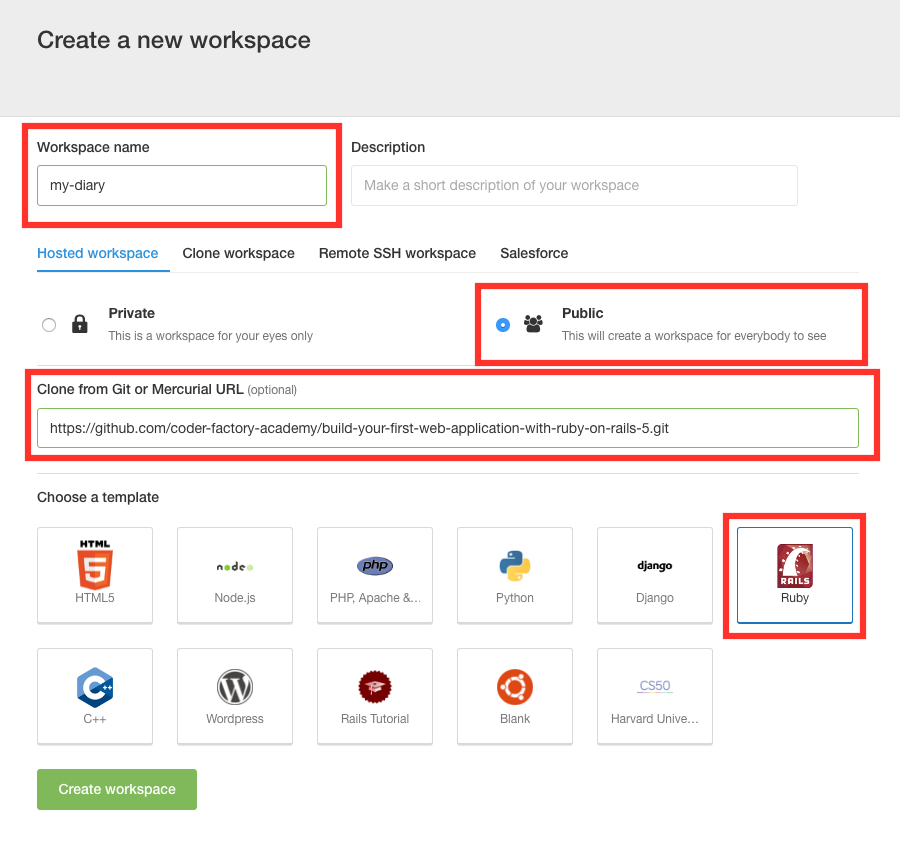 Create a new workspace
Workspace name
Description
my-diary
Make a short description of your workspace
Hosted workspace
Clone workspace
Remote SSH workspace
Salesforce
Private
This is a workspace for your eyes only
Public
This will create a workspace for everybody to see
Clone from Git or Mercurial URL (optional)
https://github.com/coder-factory-academy/build-your-first-web-application-with-ruby-on-rails-5.git
Choose a template
HTML
5
HTML5
node
Node.js
php
PHP, Apache &...
Python
django
Django
RAILS
Ruby
C++
C++
W
Wordpress
Rails Tutorial
Blank
CS50
Harvard Unive...
Create workspace